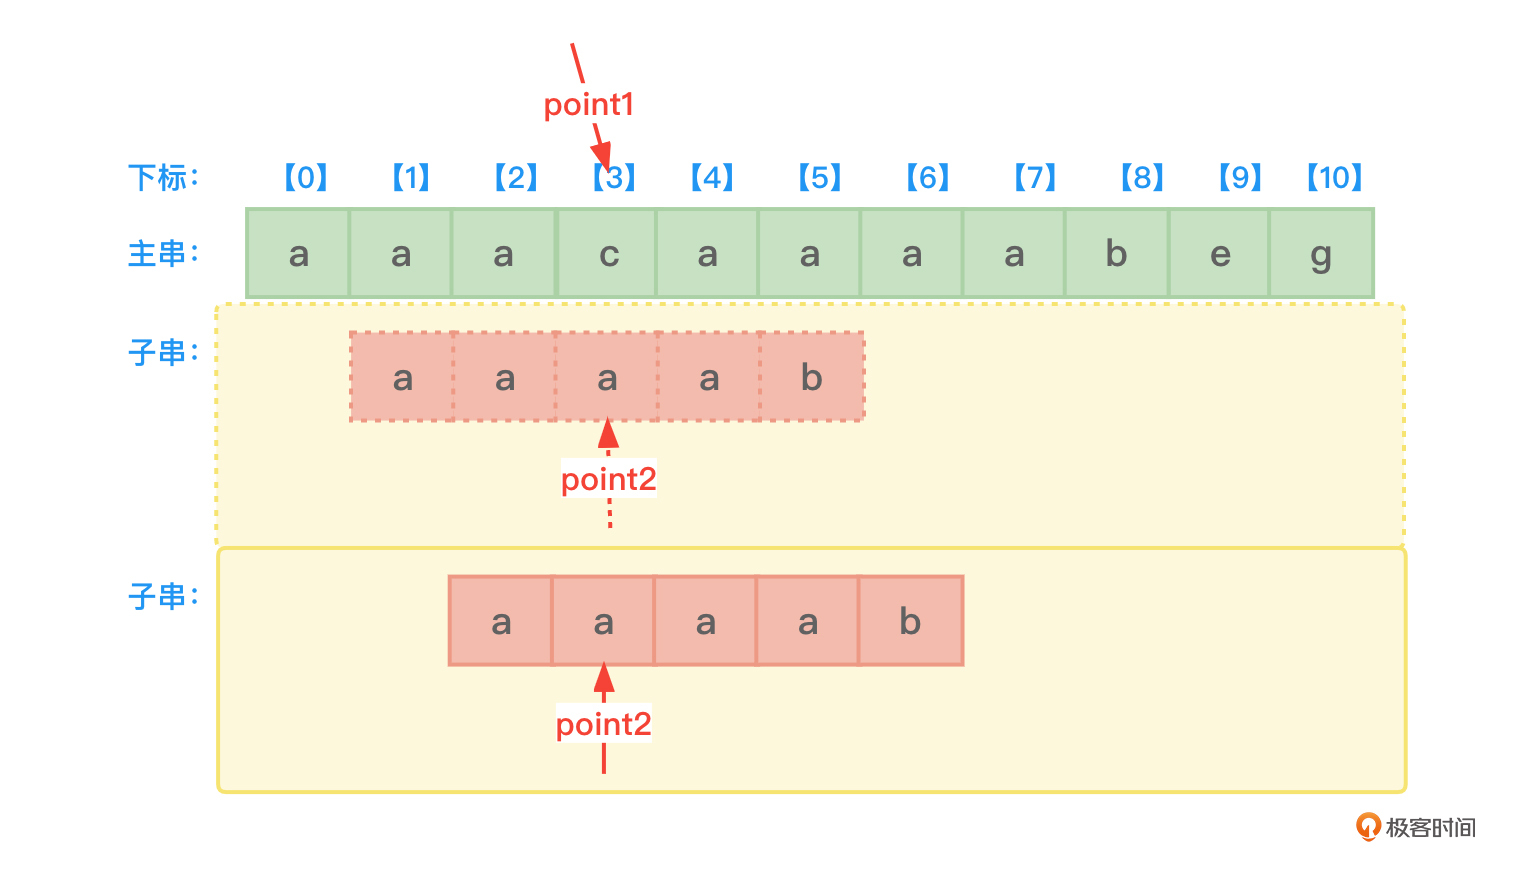 point1
下标： 【0】 【1】 【2】 【3】 【4】 【5】 【6】 【7】 【8】 【9】 【10】
主串： a a a c a a a a b e g
子串： a a a a b
point2
子串： a a a a b
point2
极客时间